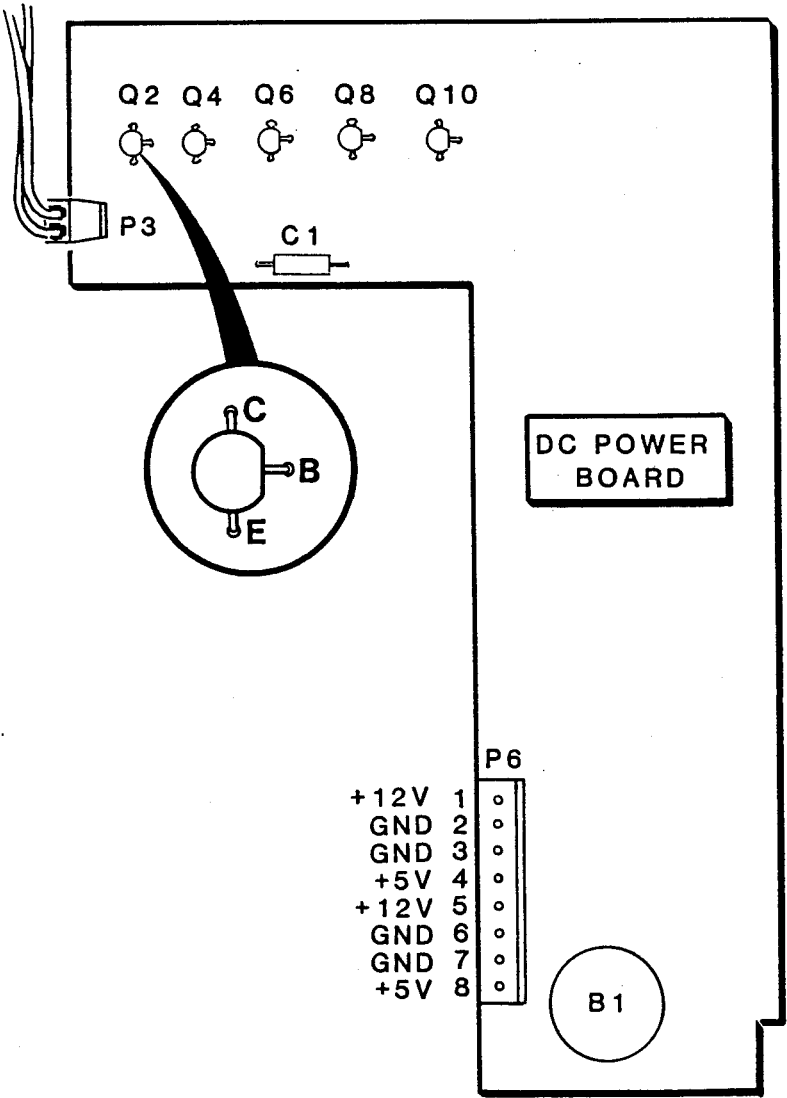 Q2 Q4 Q6 Q8 Q10
P3
C1
C
B
E
DC POWER
BOARD
P6
+12V 1
GND 2
GND 3
+5V 4
+12V 5
GND 6
GND 7
+5V 8
B1